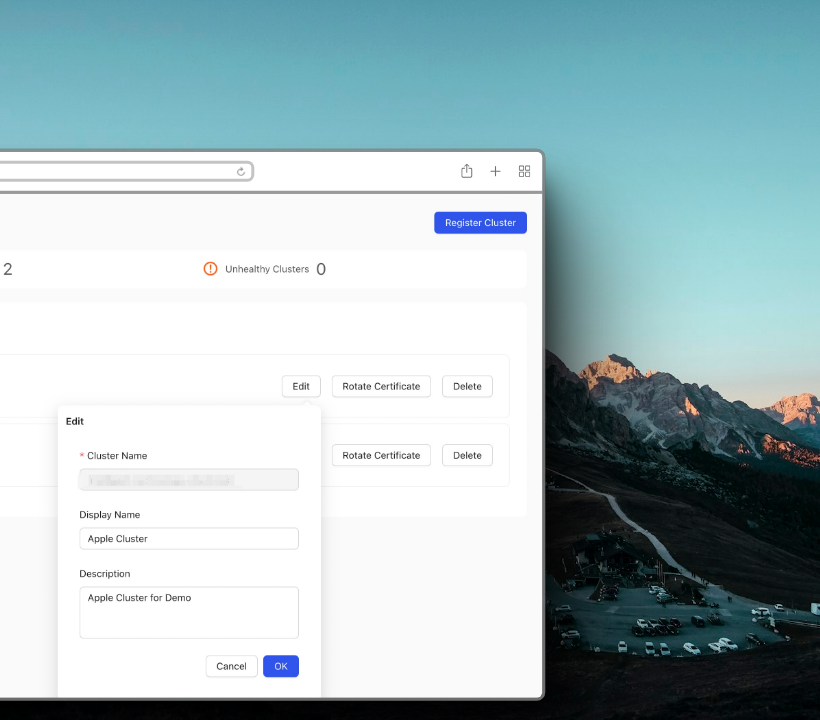 Register Cluster
2
Unhealthy Clusters 0
Edit Rotate Certificate Delete
Edit
* Cluster Name
Rotate Certificate Delete
Display Name
Apple Cluster
Description
Apple Cluster for Demo
Cancel OK